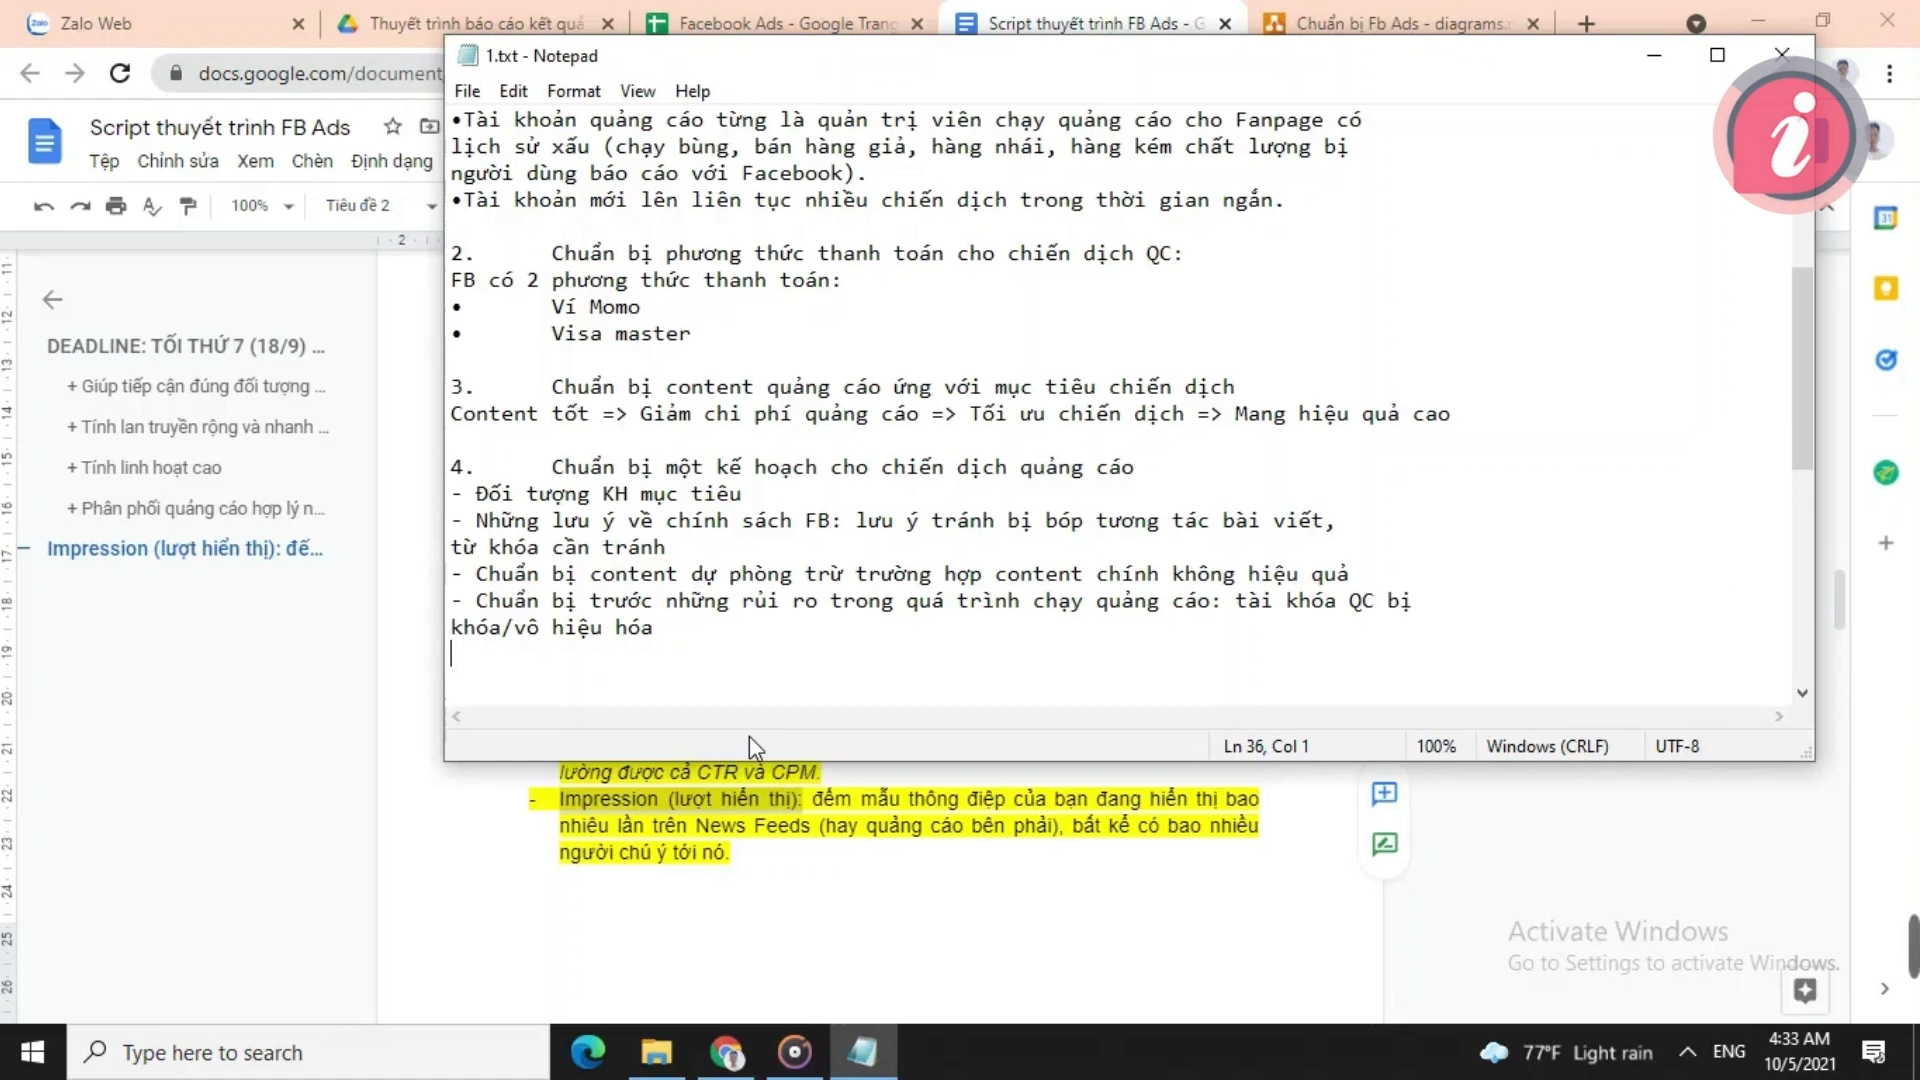 Zalo Web
Thuyết trình báo cáo kết quả
Facebook Ads - Google Trang
Script thuyết trình FB Ads - G
Chuẩn bị Fb Ads - diagrams.n
docs.google.com/document
Script thuyết trình FB Ads
Tệp Chỉnh sửa Xem Chèn Định dạng
100% Tiêu đề 2
2
DEADLINE: TỐI THỨ 7 (18/9) ...
+ Giúp tiếp cận đúng đối tượng ...
+ Tính lan truyền rộng và nhanh ...
+ Tính linh hoạt cao
+ Phân phối quảng cáo hợp lý n...
Impression (lượt hiển thị): đế...
1.txt - Notepad
File Edit Format View Help
•Tài khoản quảng cáo từng là quản trị viên chạy quảng cáo cho Fanpage có
lịch sử xấu (chạy bùng, bán hàng giả, hàng nhái, hàng kém chất lượng bị
người dùng báo cáo với Facebook).
•Tài khoản mới lên liên tục nhiều chiến dịch trong thời gian ngắn.
2. Chuẩn bị phương thức thanh toán cho chiến dịch QC:
FB có 2 phương thức thanh toán:
• Ví Momo
• Visa master
3. Chuẩn bị content quảng cáo ứng với mục tiêu chiến dịch
Content tốt => Giảm chi phí quảng cáo => Tối ưu chiến dịch => Mang hiệu quả cao
4. Chuẩn bị một kế hoạch cho chiến dịch quảng cáo
- Đối tượng KH mục tiêu
- Những lưu ý về chính sách FB: lưu ý tránh bị bóp tương tác bài viết,
từ khóa cần tránh
- Chuẩn bị content dự phòng trừ trường hợp content chính không hiệu quả
- Chuẩn bị trước những rủi ro trong quá trình chạy quảng cáo: tài khóa QC bị
khóa/vô hiệu hóa
Ln 36, Col 1 100% Windows (CRLF) UTF-8
lường được cả CTR và CPM.
- Impression (lượt hiển thị): đếm mẫu thông điệp của bạn đang hiển thị bao
nhiêu lần trên News Feeds (hay quảng cáo bên phải), bất kể có bao nhiêu
người chú ý tới nó.
31
i
Activate Windows
Go to Settings to activate Windows.
Type here to search
77°F Light rain
ENG
4:33 AM
10/5/2021